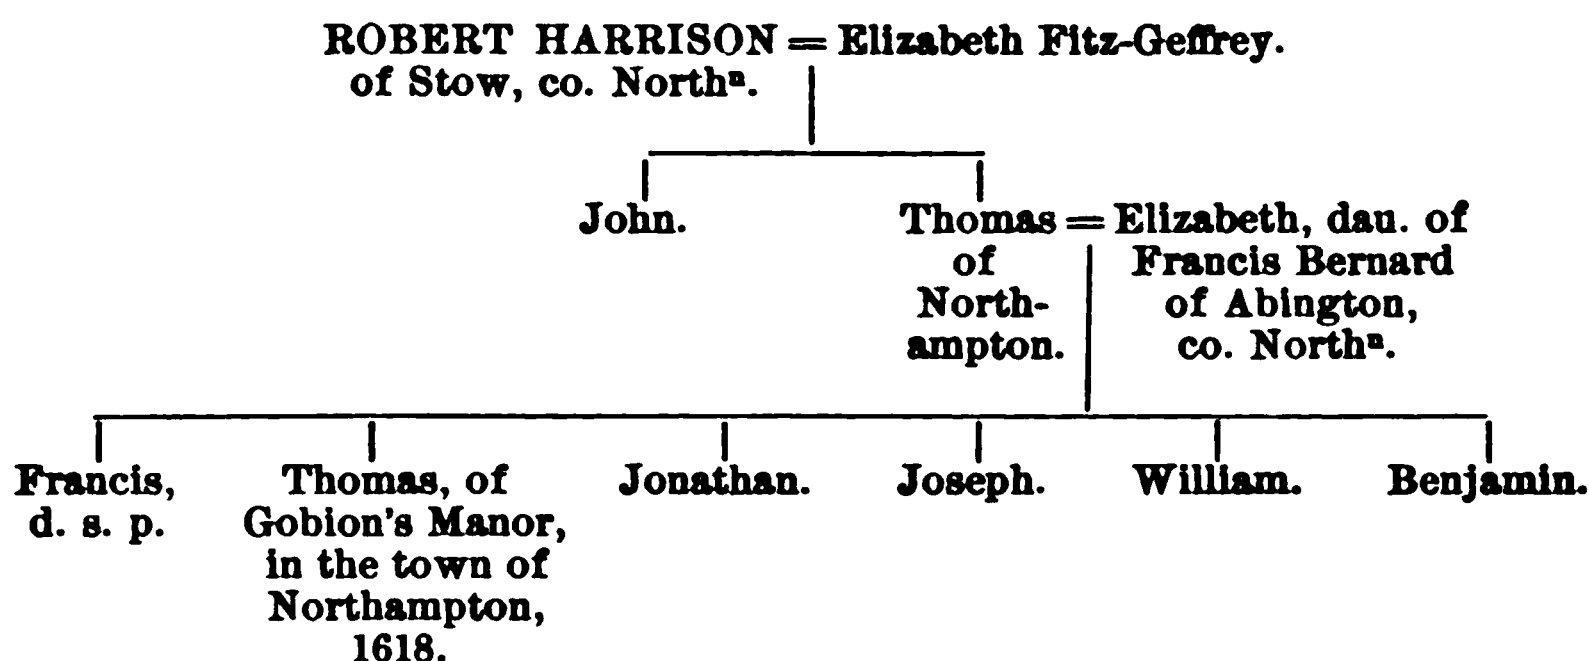 ROBERT HARRISON = Elizabeth Fitz-Geffrey.
of Stow, co. Northⁿ.
John.
Thomas = Elizabeth, dau. of
of
North-
ampton.
Francis Bernard
of Abington,
co. Northⁿ.
Francis,
d. s. p.
Thomas, of
Gobion's Manor,
in the town of
Northampton,
1618.
Jonathan.
Joseph.
William.
Benjamin.